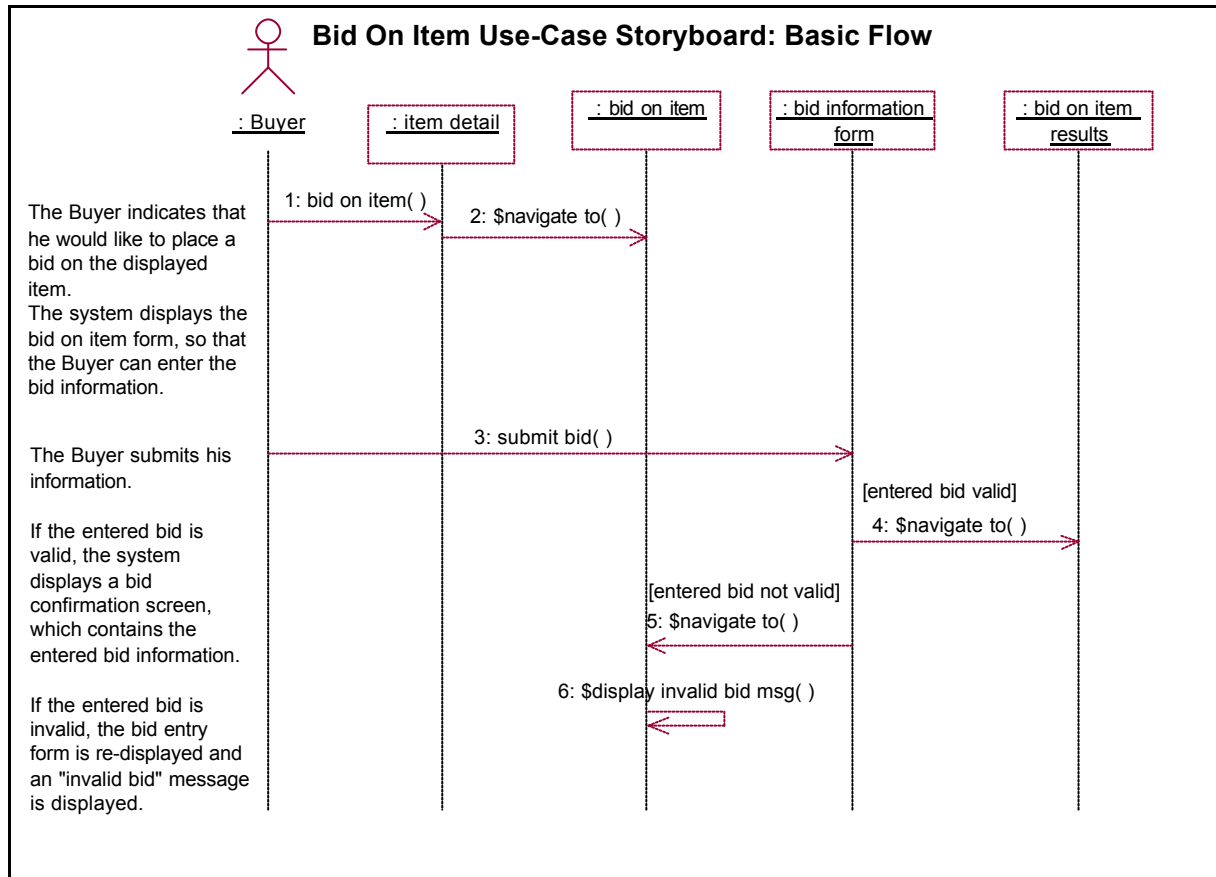 Bid On Item Use-Case Storyboard: Basic Flow
: Buyer
: item detail
: bid on item
: bid information
form
: bid on item
results
1: bid on item( )
2: $navigate to( )
The Buyer indicates that
he would like to place a
bid on the displayed
item.
The system displays the
bid on item form, so that
the Buyer can enter the
bid information.
3: submit bid( )
The Buyer submits his
information.
[entered bid valid]
4: $navigate to( )
If the entered bid is
valid, the system
displays a bid
confirmation screen,
which contains the
entered bid information.
[entered bid not valid]
5: $navigate to( )
6: $display invalid bid msg( )
If the entered bid is
invalid, the bid entry
form is re-displayed and
an "invalid bid" message
is displayed.